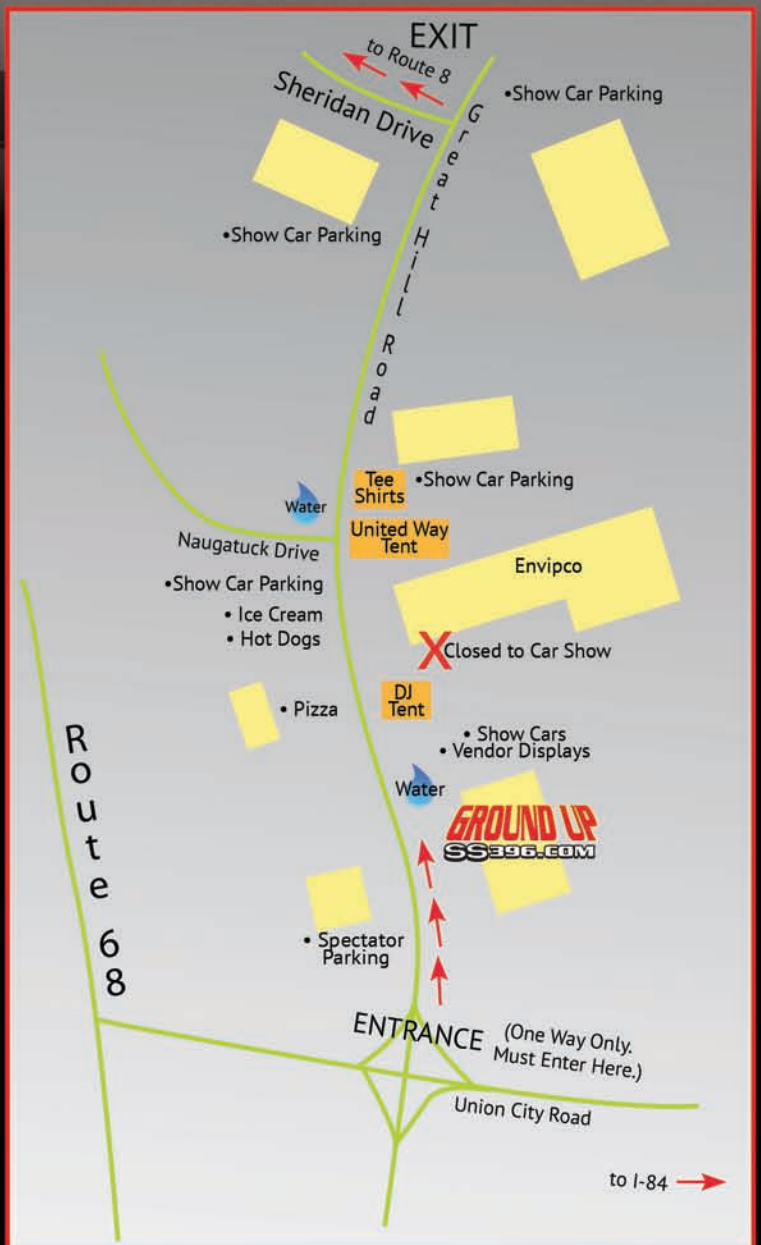 EXIT
to Route 8
Sheridan Drive
Great Hill Road
•Show Car Parking
•Show Car Parking
Tee
Shirts
•Show Car Parking
Water
United Way
Tent
Naugatuck Drive
Envipco
•Show Car Parking
• Ice Cream
• Hot Dogs
X Closed to Car Show
DJ
Tent
• Pizza
• Show Cars
• Vendor Displays
Water
GROUND UP
SS396.COM
Route 68
• Spectator
Parking
ENTRANCE
(One Way Only.
Must Enter Here.)
Union City Road
to I-84